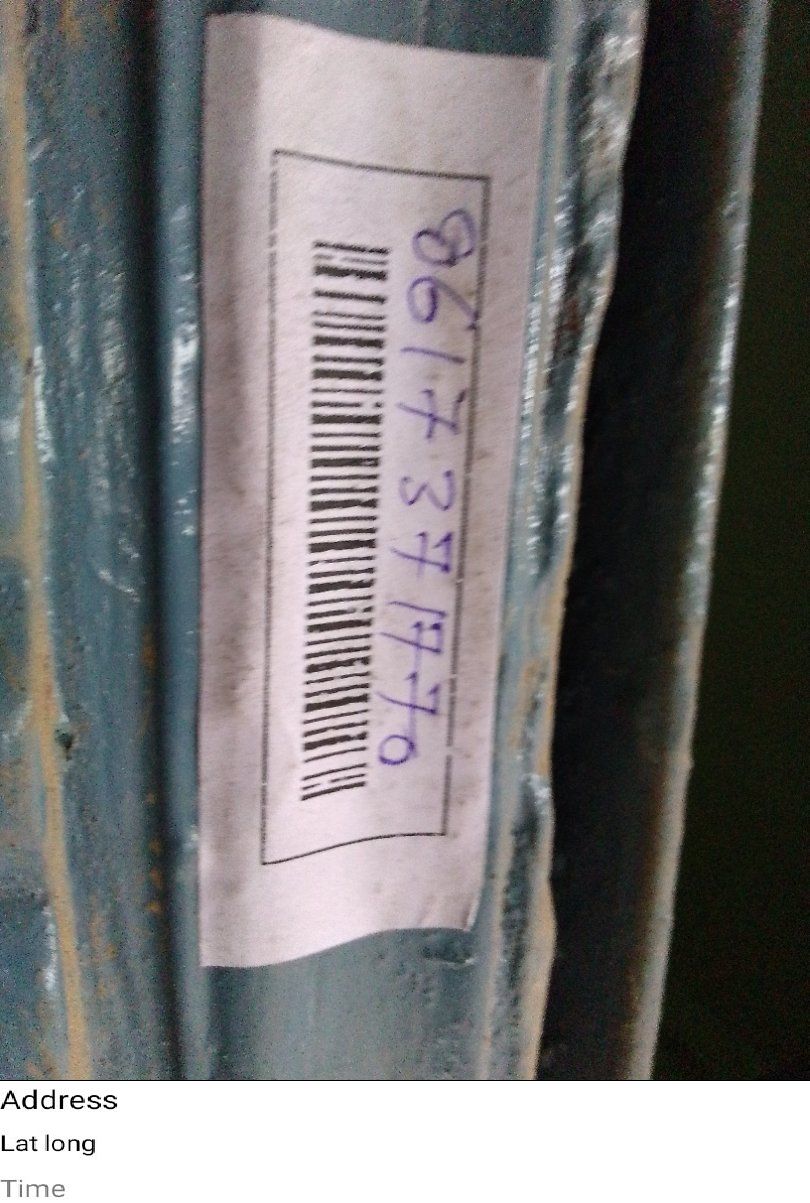 8617371770
Address
Lat long
Time